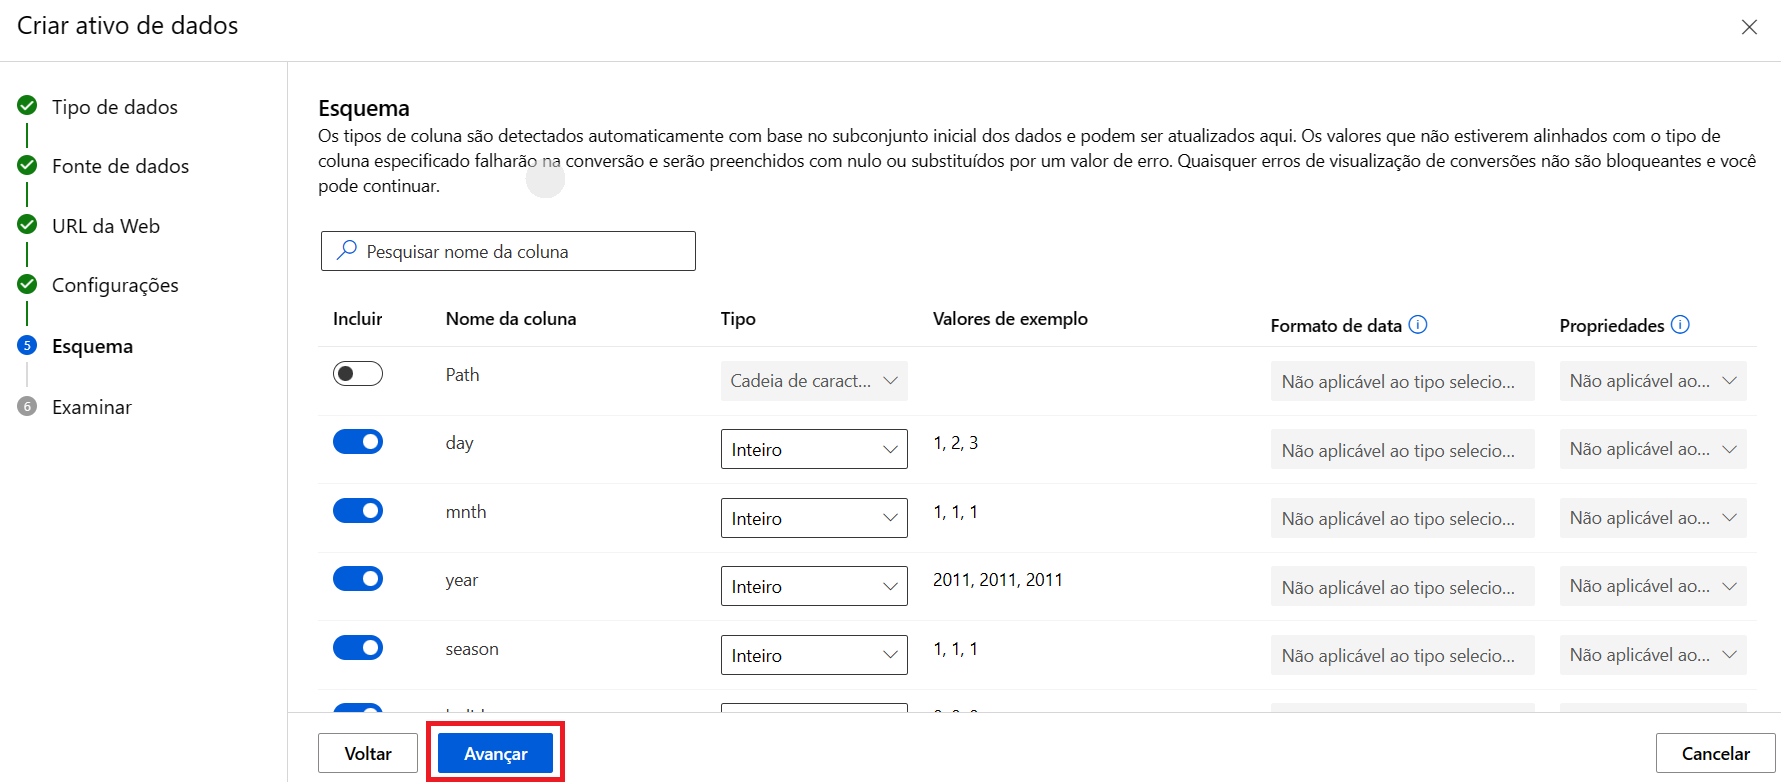 Criar ativo de dados
Tipo de dados
Fonte de dados
URL da Web
Configurações
5 Esquema
6 Examinar
Esquema
Os tipos de coluna são detectados automaticamente com base no subconjunto inicial dos dados e podem ser atualizados aqui. Os valores que não estiverem alinhados com o tipo de
coluna especificado falharão na conversão e serão preenchidos com nulo ou substituídos por um valor de erro. Quaisquer erros de visualização de conversões não são bloqueantes e você
pode continuar.
Pesquisar nome da coluna
Incluir Nome da coluna Tipo Valores de exemplo Formato de data Propriedades
Path Cadeia de caract... Não aplicável ao tipo selecio... Não aplicável ao...
day Inteiro 1, 2, 3 Não aplicável ao tipo selecio... Não aplicável ao...
mnth Inteiro 1, 1, 1 Não aplicável ao tipo selecio... Não aplicável ao...
year Inteiro 2011, 2011, 2011 Não aplicável ao tipo selecio... Não aplicável ao...
season Inteiro 1, 1, 1 Não aplicável ao tipo selecio... Não aplicável ao...
Voltar Avançar Cancelar